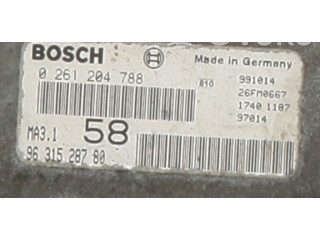 BOSCH Made in Germany
0 261 204 788 810 991014
26FM0667
1740 1187
97014
MA3.1 58
96 315 287 80